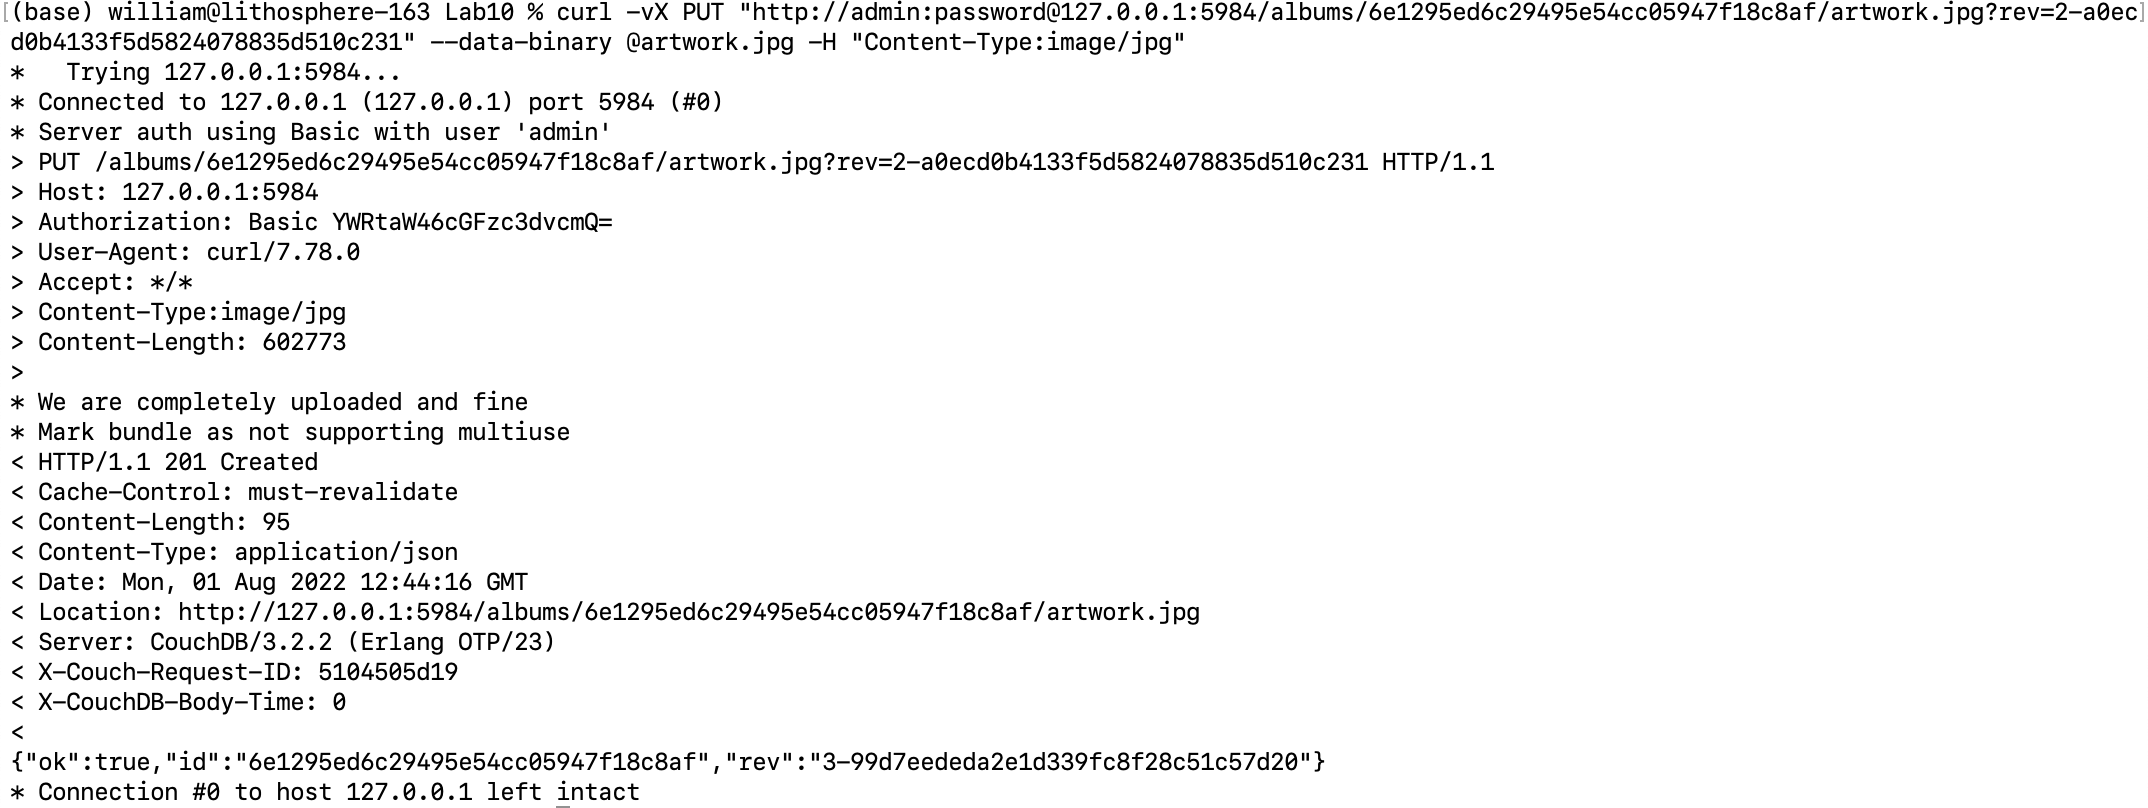 (base) william@lithosphere-163 Lab10 % curl -vX PUT "http://admin:password@127.0.0.1:5984/albums/6e1295ed6c29495e54cc05947f18c8af/artwork.jpg?rev=2-a0ec
d0b4133f5d5824078835d510c231" --data-binary @artwork.jpg -H "Content-Type:image/jpg"
*   Trying 127.0.0.1:5984...
* Connected to 127.0.0.1 (127.0.0.1) port 5984 (#0)
* Server auth using Basic with user 'admin'
> PUT /albums/6e1295ed6c29495e54cc05947f18c8af/artwork.jpg?rev=2-a0ecd0b4133f5d5824078835d510c231 HTTP/1.1
> Host: 127.0.0.1:5984
> Authorization: Basic YWRtaW46cGFzc3dvcmQ=
> User-Agent: curl/7.78.0
> Accept: */*
> Content-Type:image/jpg
> Content-Length: 602773
>
* We are completely uploaded and fine
* Mark bundle as not supporting multiuse
< HTTP/1.1 201 Created
< Cache-Control: must-revalidate
< Content-Length: 95
< Content-Type: application/json
< Date: Mon, 01 Aug 2022 12:44:16 GMT
< Location: http://127.0.0.1:5984/albums/6e1295ed6c29495e54cc05947f18c8af/artwork.jpg
< Server: CouchDB/3.2.2 (Erlang OTP/23)
< X-Couch-Request-ID: 5104505d19
< X-CouchDB-Body-Time: 0
<
{"ok":true,"id":"6e1295ed6c29495e54cc05947f18c8af","rev":"3-99d7eededa2e1d339fc8f28c51c57d20"}
* Connection #0 to host 127.0.0.1 left intact